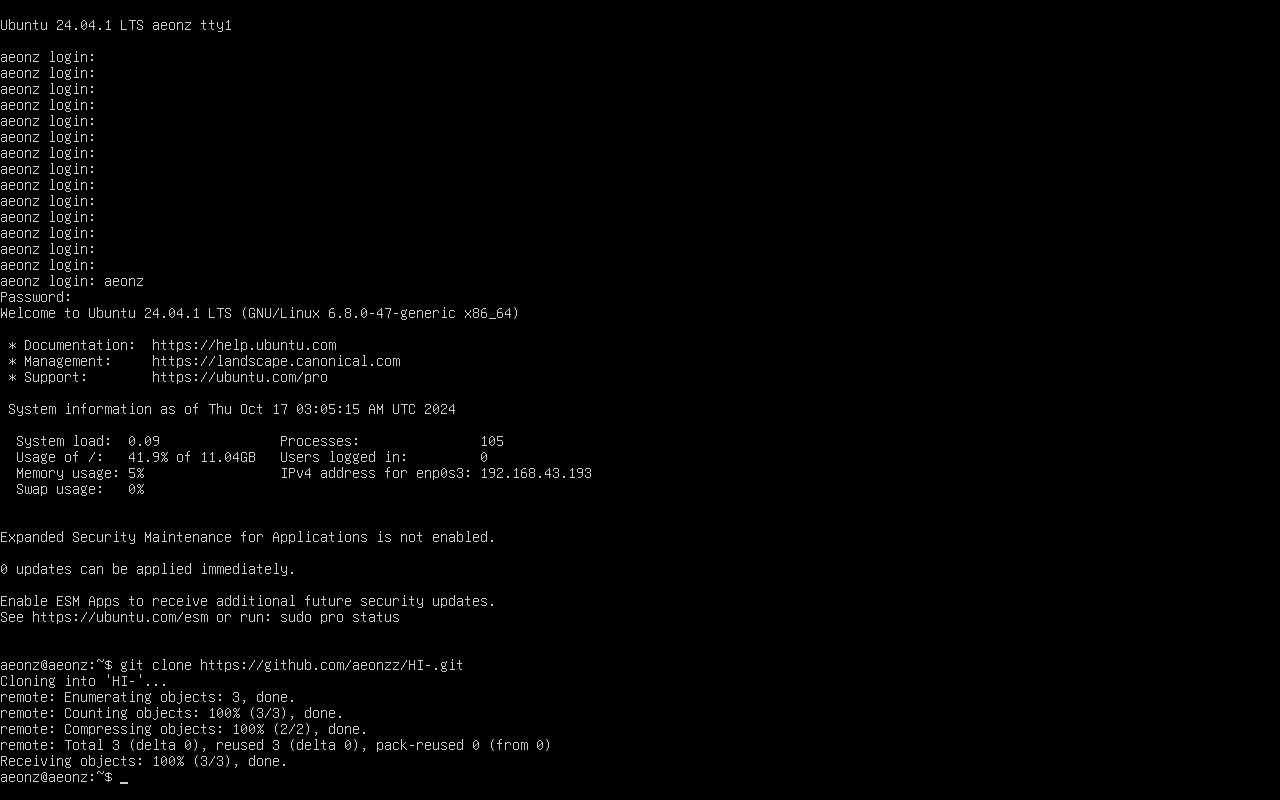 Ubuntu 24.04.1 LTS aeonz tty1
aeonz login:
aeonz login:
aeonz login:
aeonz login:
aeonz login:
aeonz login:
aeonz login:
aeonz login:
aeonz login:
aeonz login:
aeonz login:
aeonz login:
aeonz login:
aeonz login:
aeonz login: aeonz
Password:
Welcome to Ubuntu 24.04.1 LTS (GNU/Linux 6.8.0-47-generic x86_64)
* Documentation:  https://help.ubuntu.com
* Management:     https://landscape.canonical.com
* Support:        https://ubuntu.com/pro
System information as of Thu Oct 17 03:05:15 AM UTC 2024
System load:  0.09               Processes:               105
Usage of /:   41.9% of 11.04GB   Users logged in:         0
Memory usage: 5%                 IPv4 address for enp0s3: 192.168.43.193
Swap usage:   0%
Expanded Security Maintenance for Applications is not enabled.
0 updates can be applied immediately.
Enable ESM Apps to receive additional future security updates.
See https://ubuntu.com/esm or run: sudo pro status
aeonz@aeonz:~$ git clone https://github.com/aeonzz/HI-.git
Cloning into 'HI-'...
remote: Enumerating objects: 3, done.
remote: Counting objects: 100% (3/3), done.
remote: Compressing objects: 100% (2/2), done.
remote: Total 3 (delta 0), reused 3 (delta 0), pack-reused 0 (from 0)
Receiving objects: 100% (3/3), done.
aeonz@aeonz:~$ _